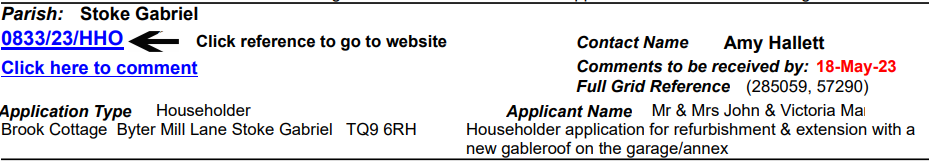 Parish: Stoke Gabriel
0833/23/HHO Click reference to go to website
Contact Name Amy Hallett
Click here to comment
Comments to be received by: 18-May-23
Full Grid Reference (285059, 57290)
Application Type Householder
Applicant Name Mr & Mrs John & Victoria
Brook Cottage Byter Mill Lane Stoke Gabriel TQ9 6RH
Householder application for refurbishment & extension with a
new gableroof on the garage/annex